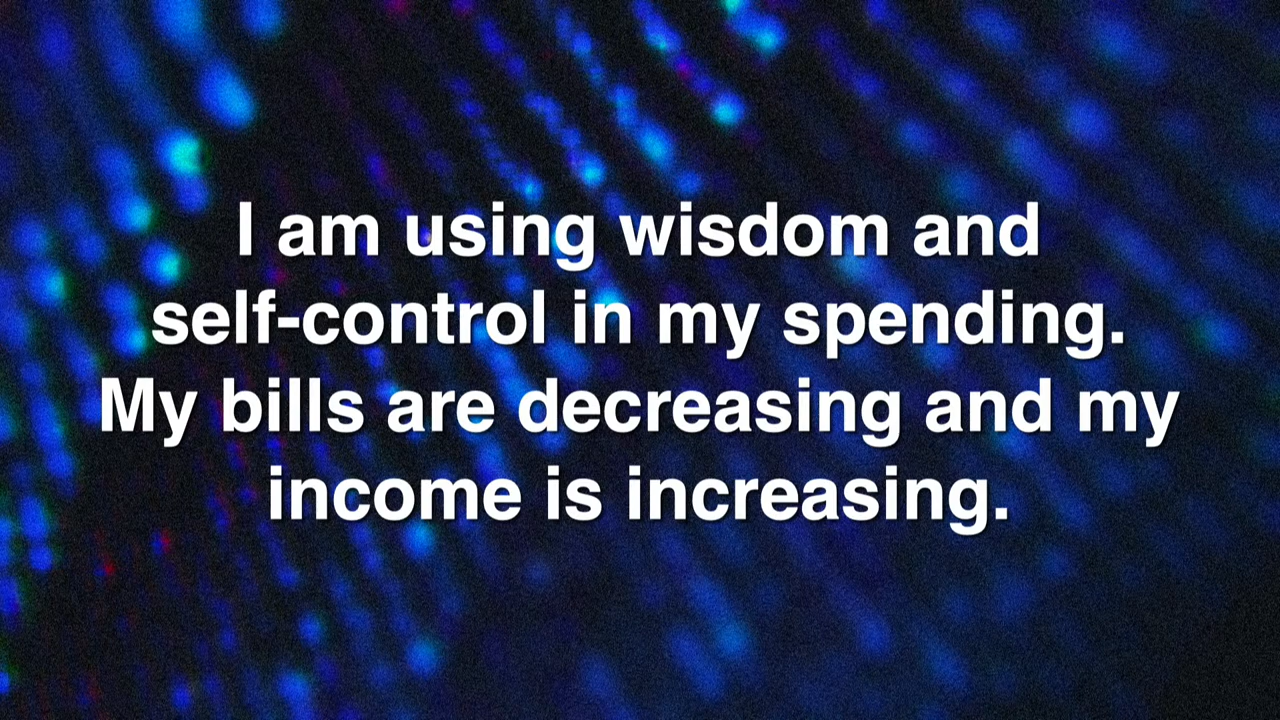 I am using wisdom and
self-control in my spending.
My bills are decreasing and my
income is increasing.